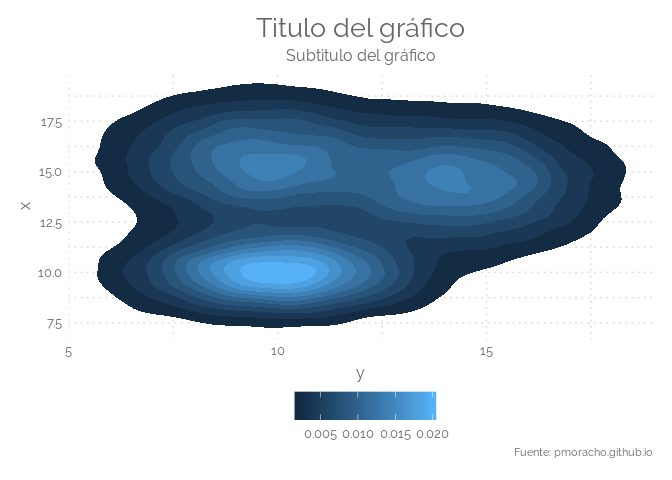 Titulo del gráfico
Subtitulo del gráfico
17.5
15.0
12.5
10.0
7.5
x
5 10 15
y
0.005 0.010 0.015 0.020
Fuente: pmoracho.github.io